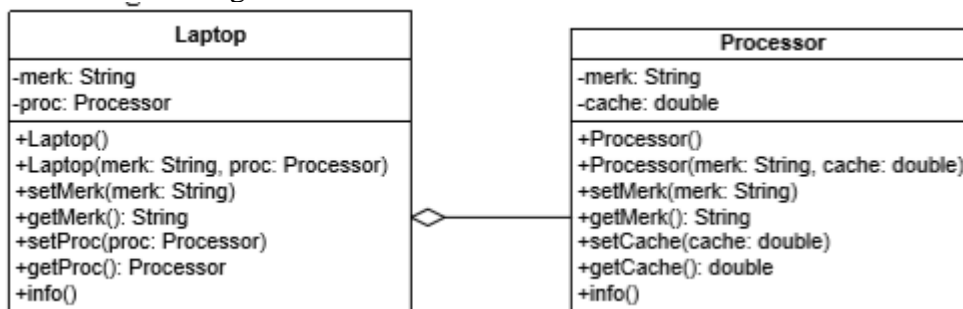 Laptop
-merk: String
-proc: Processor
+Laptop()
+Laptop(merk: String, proc: Processor)
+setMerk(merk: String)
+getMerk(): String
+setProc(proc: Processor)
+getProc(): Processor
+info()
Processor
-merk: String
-cache: double
+Processor()
+Processor(merk: String, cache: double)
+setMerk(merk: String)
+getMerk(): String
+setCache(cache: double)
+getCache(): double
+info()